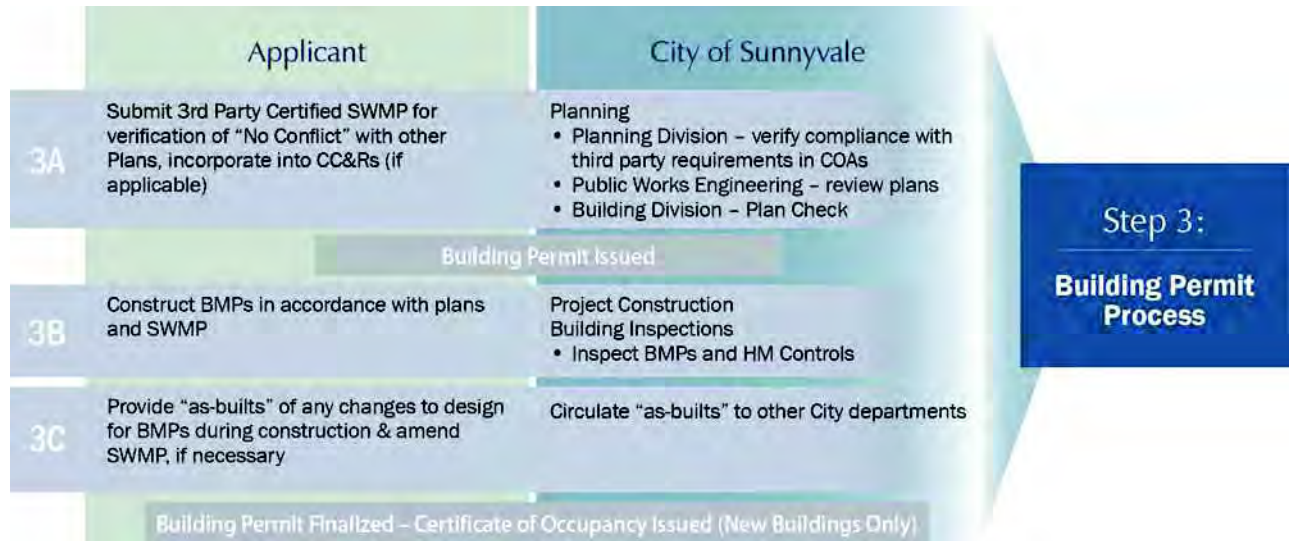 Applicant
City of Sunnyvale
3A
Submit 3rd Party Certified SWMP for
verification of “No Conflict” with other
Plans, incorporate into CC&Rs (if
applicable)
Planning
• Planning Division – verify compliance with
third party requirements in COAs
• Public Works Engineering – review plans
• Building Division – Plan Check
Building Permit Issued
3B
Construct BMPs in accordance with plans
and SWMP
Project Construction
Building Inspections
• Inspect BMPs and HM Controls
3C
Provide “as-builts” of any changes to design
for BMPs during construction & amend
SWMP, if necessary
Circulate “as-builts” to other City departments
Building Permit Finalized – Certificate of Occupancy Issued (New Buildings Only)
Step 3:
Building Permit
Process